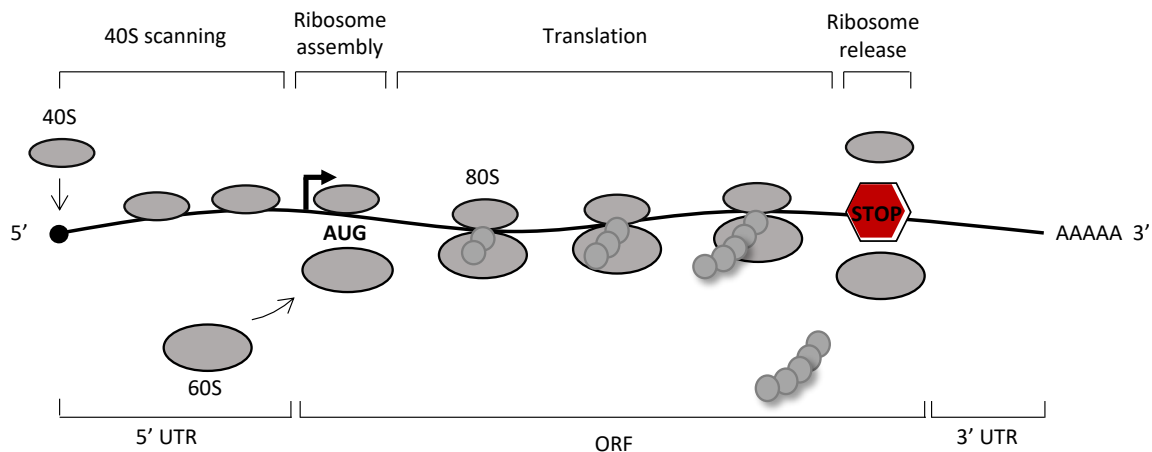 40S scanning
Ribosome
assembly
Translation
Ribosome
release
40S
80S
5’
AUG
STOP
AAAAA 3’
60S
5’ UTR
ORF
3’ UTR